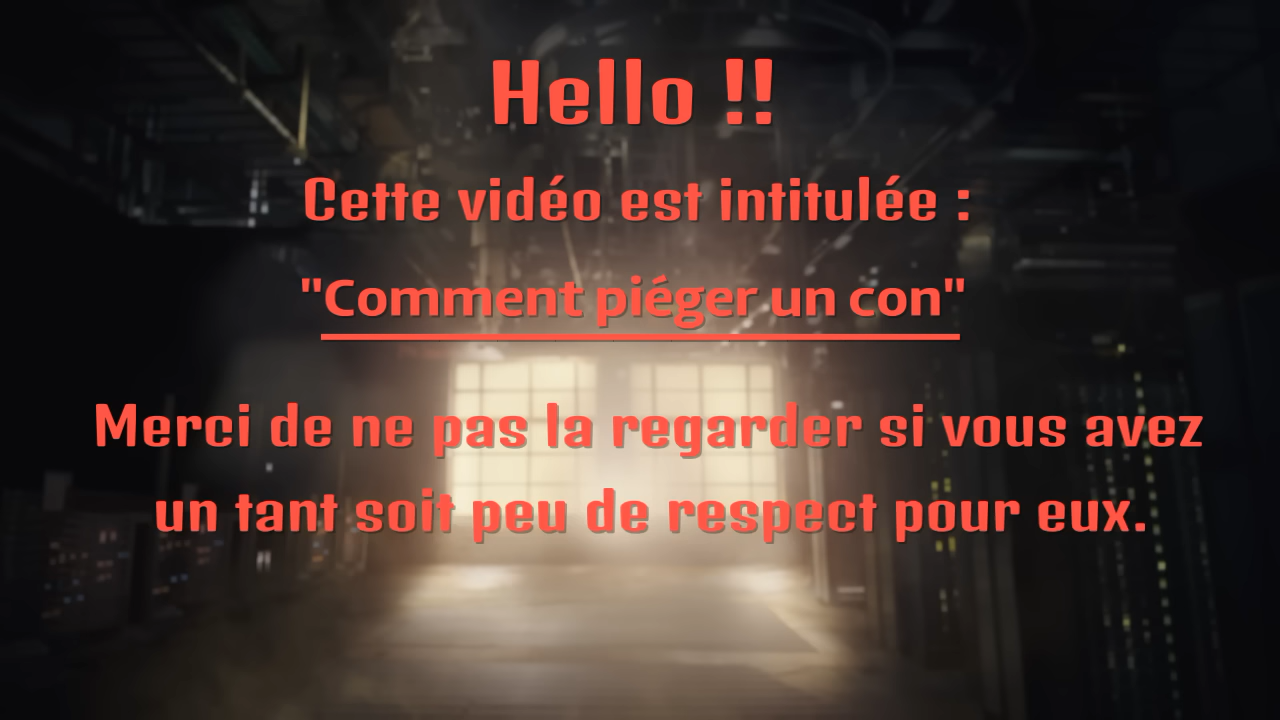 Hello !!
Cette vidéo est intitulée :
"Comment piéger un con"
Merci de ne pas la regarder si vous avez
un tant soit peu de respect pour eux.